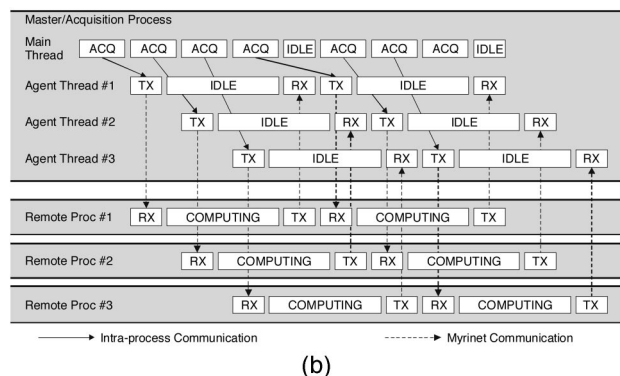 Master/Acquisition Process
Main
Thread
ACQ ACQ ACQ ACQ IDLE ACQ ACQ ACQ IDLE
Agent Thread #1 TX IDLE RX TX IDLE RX
Agent Thread #2 TX IDLE RX TX IDLE RX
Agent Thread #3 TX IDLE RX TX IDLE RX
Remote Proc #1 RX COMPUTING TX RX COMPUTING TX
Remote Proc #2 RX COMPUTING TX RX COMPUTING TX
Remote Proc #3 RX COMPUTING TX RX COMPUTING TX
Intra-process Communication Myrinet Communication
(b)